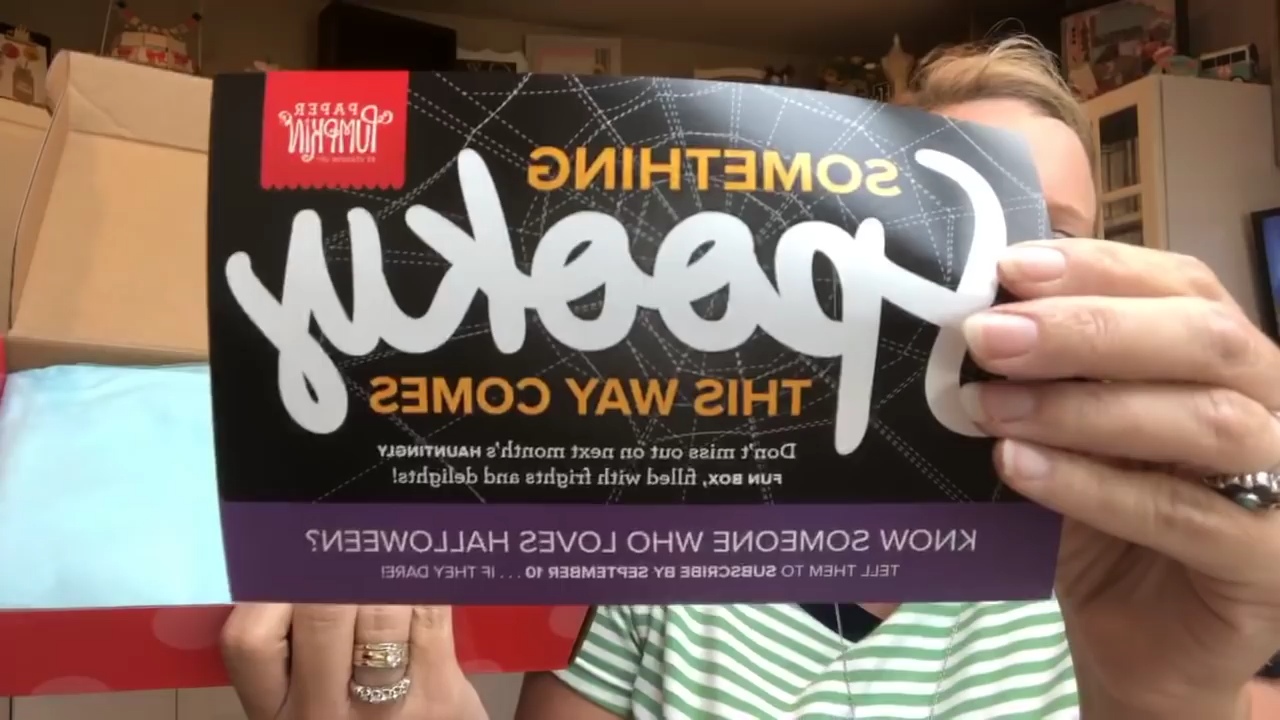 PAPER
PUMPKIN
SOMETHING
Spooky
THIS WAY COMES
Don't miss out on next month's HAUNTINGLY
FUN BOX, filled with frights and delights!
KNOW SOMEONE WHO LOVES HALLOWEEN?
TELL THEM TO SUBSCRIBE BY SEPTEMBER 10 . . . IF THEY DARE!